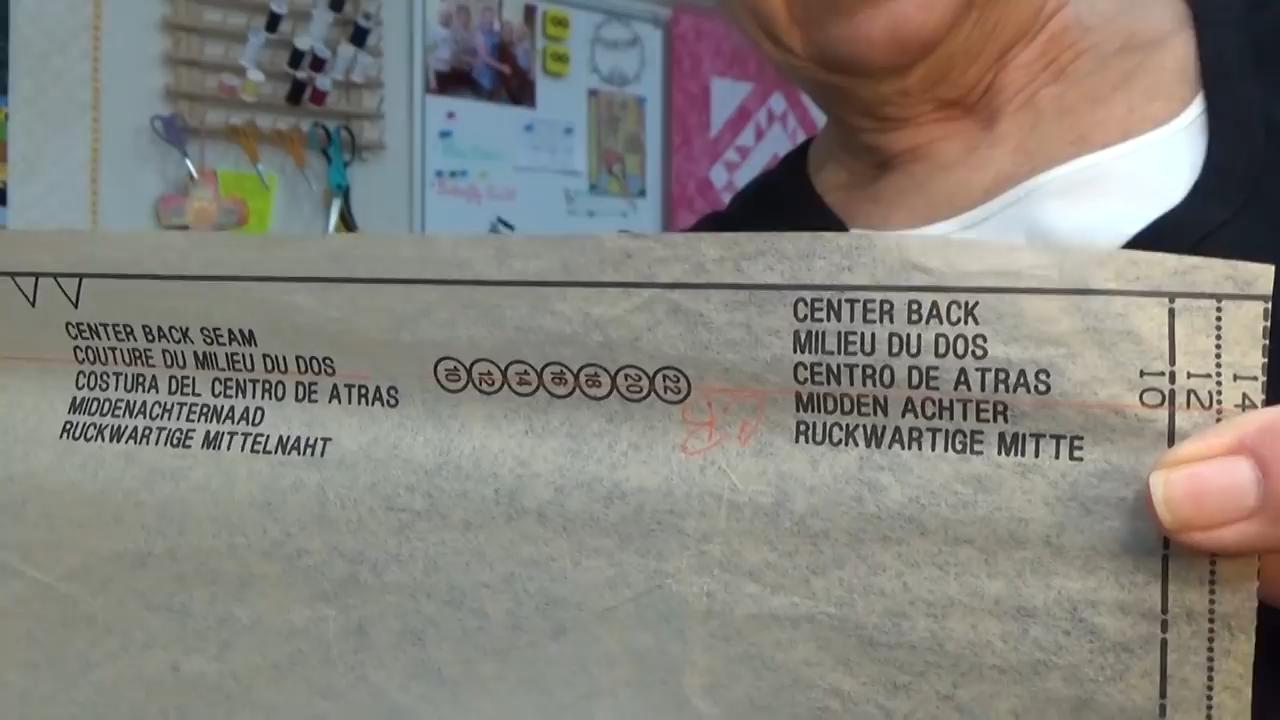 CENTER BACK SEAM
COUTURE DU MILIEU DU DOS
COSTURA DEL CENTRO DE ATRAS
MIDDENACHTERNAAD
RUCKWARTIGE MITTELNAHT
10 12 14 16 18 20 22
CENTER BACK
MILIEU DU DOS
CENTRO DE ATRAS
MIDDEN ACHTER
RUCKWARTIGE MITTE
10 12 14